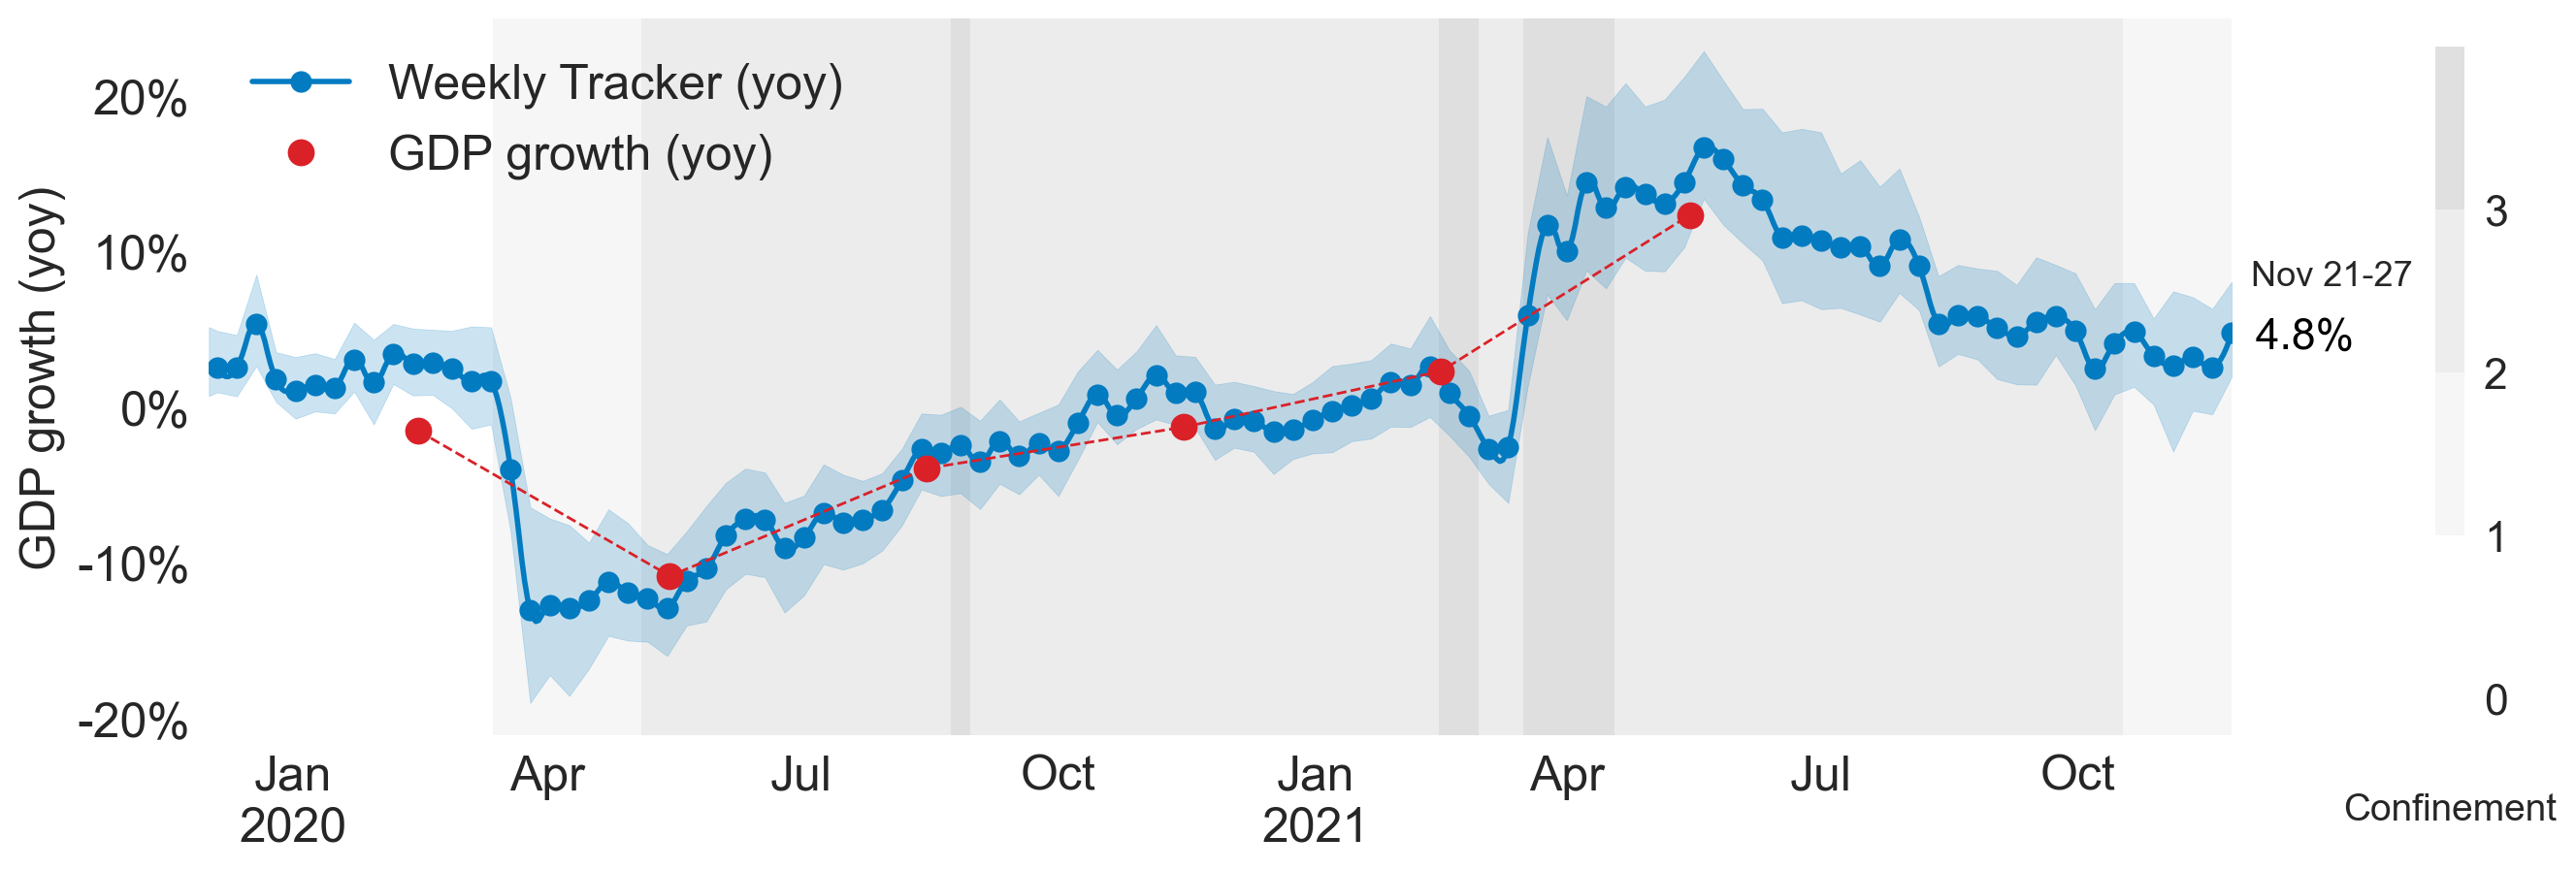 Weekly Tracker (yoy)
GDP growth (yoy)
GDP growth (yoy)
20%
10%
0%
-10%
-20%
Jan
2020
Apr
Jul
Oct
Jan
2021
Apr
Jul
Oct
Nov 21-27
4.8%
3
2
1
0
Confinement